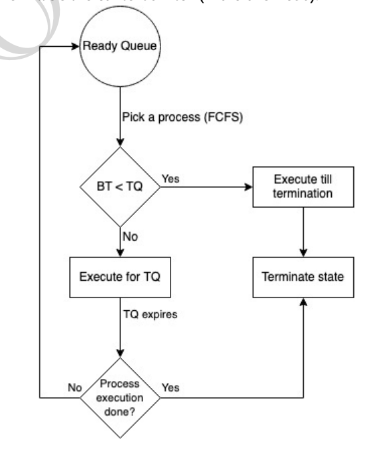 Ready Queue
Pick a process (FCFS)
BT < TQ
Yes
Execute till
termination
No
Execute for TQ
Terminate state
TQ expires
No
Process
execution
done?
Yes